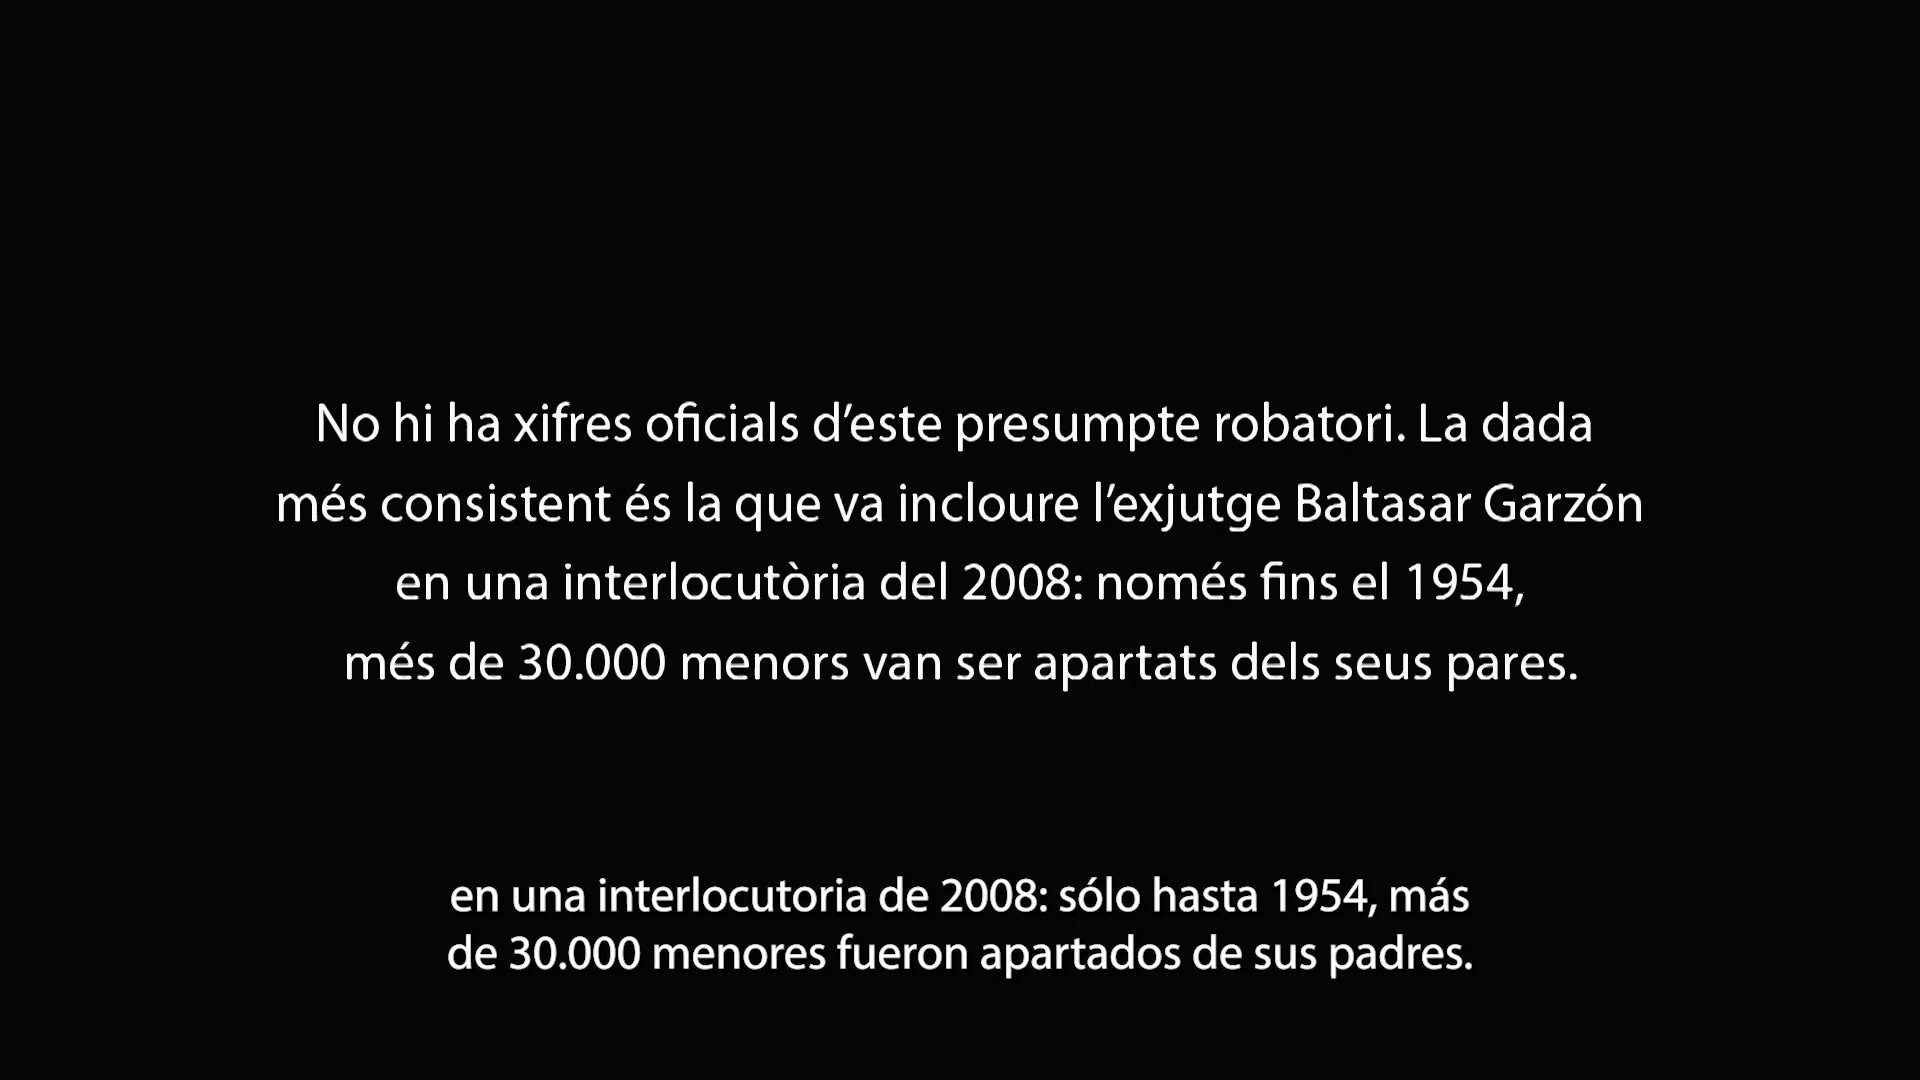 No hi ha xifres oficials d’este presumpte robatori. La dada
més consistent és la que va incloure l’exjutge Baltasar Garzón
en una interlocutòria del 2008: només fins el 1954,
més de 30.000 menors van ser apartats dels seus pares.
en una interlocutoria de 2008: sólo hasta 1954, más
de 30.000 menores fueron apartados de sus padres.